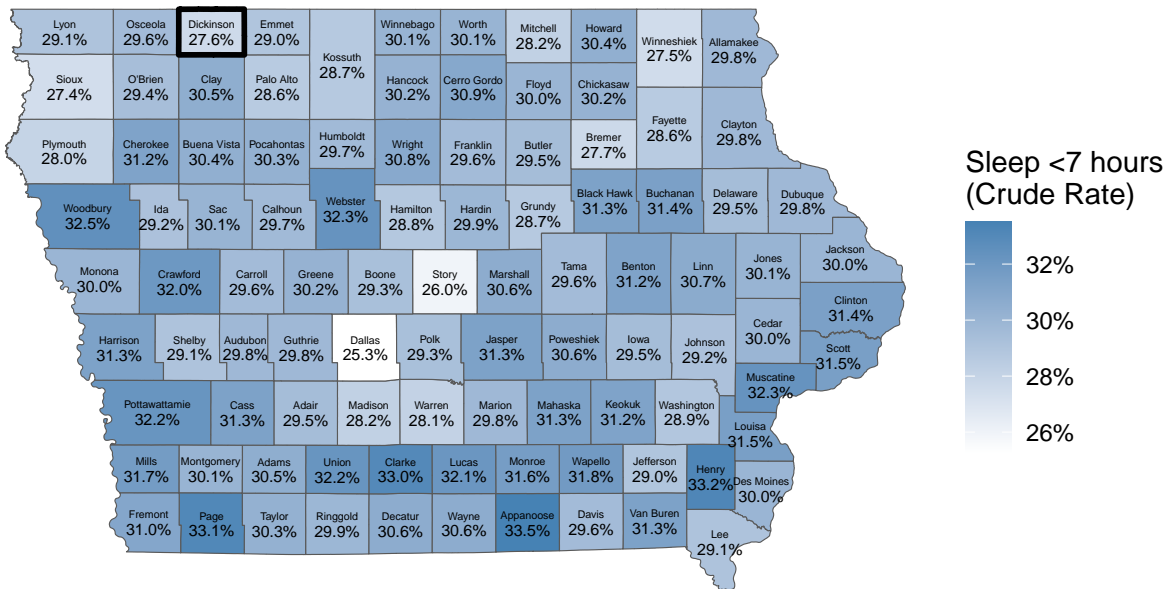 Lyon
29.1%
Osceola
29.6%
Dickinson
27.6%
Emmet
29.0%
Kossuth
28.7%
Winnebago
30.1%
Worth
30.1%
Mitchell
28.2%
Howard
30.4%
Winneshiek
27.5%
Allamakee
29.8%
Sioux
27.4%
O'Brien
29.4%
Clay
30.5%
Palo Alto
28.6%
Hancock
30.2%
Cerro Gordo
30.9%
Floyd
30.0%
Chickasaw
30.2%
Fayette
28.6%
Clayton
29.8%
Plymouth
28.0%
Cherokee
31.2%
Buena Vista
30.4%
Pocahontas
30.3%
Humboldt
29.7%
Wright
30.8%
Franklin
29.6%
Butler
29.5%
Bremer
27.7%
Woodbury
32.5%
Ida
29.2%
Sac
30.1%
Calhoun
29.7%
Webster
32.3%
Hamilton
28.8%
Hardin
29.9%
Grundy
28.7%
Black Hawk
31.3%
Buchanan
31.4%
Delaware
29.5%
Dubuque
29.8%
Monona
30.0%
Crawford
32.0%
Carroll
29.6%
Greene
30.2%
Boone
29.3%
Story
26.0%
Marshall
30.6%
Tama
29.6%
Benton
31.2%
Linn
30.7%
Jones
30.1%
Jackson
30.0%
Clinton
31.4%
Harrison
31.3%
Shelby
29.1%
Audubon
29.8%
Guthrie
29.8%
Dallas
25.3%
Polk
29.3%
Jasper
31.3%
Poweshiek
30.6%
Iowa
29.5%
Johnson
29.2%
Cedar
30.0%
Scott
31.5%
Muscatine
32.3%
Pottawattamie
32.2%
Cass
31.3%
Adair
29.5%
Madison
28.2%
Warren
28.1%
Marion
29.8%
Mahaska
31.3%
Keokuk
31.2%
Washington
28.9%
Louisa
31.5%
Mills
31.7%
Montgomery
30.1%
Adams
30.5%
Union
32.2%
Clarke
33.0%
Lucas
32.1%
Monroe
31.6%
Wapello
31.8%
Jefferson
29.0%
Henry
33.2%
Des Moines
30.0%
Fremont
31.0%
Page
33.1%
Taylor
30.3%
Ringgold
29.9%
Decatur
30.6%
Wayne
30.6%
Appanoose
33.5%
Davis
29.6%
Van Buren
31.3%
Lee
29.1%
Sleep <7 hours
(Crude Rate)
32%
30%
28%
26%